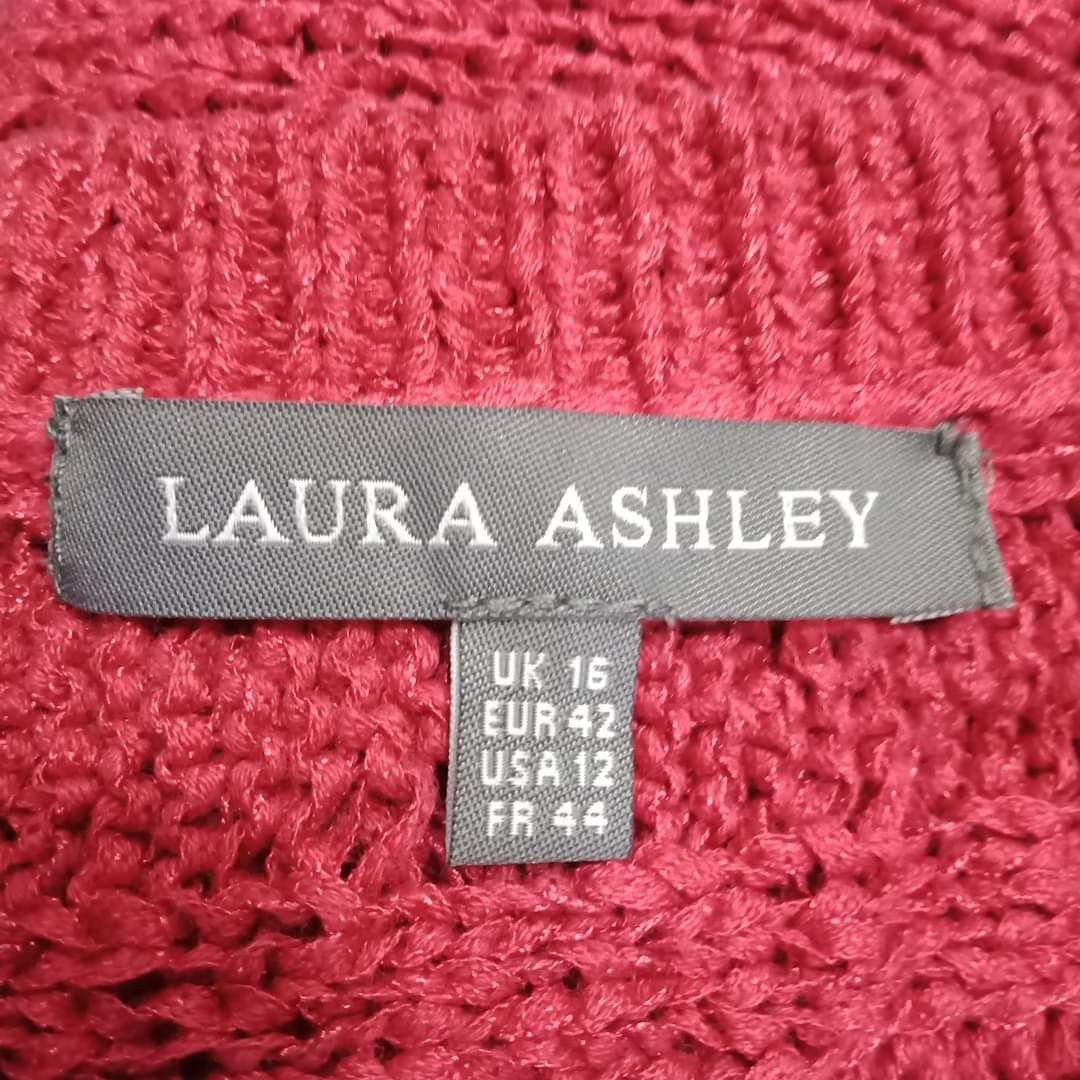 LAURA ASHLEY
UK 16
EUR 42
USA 12
FR 44